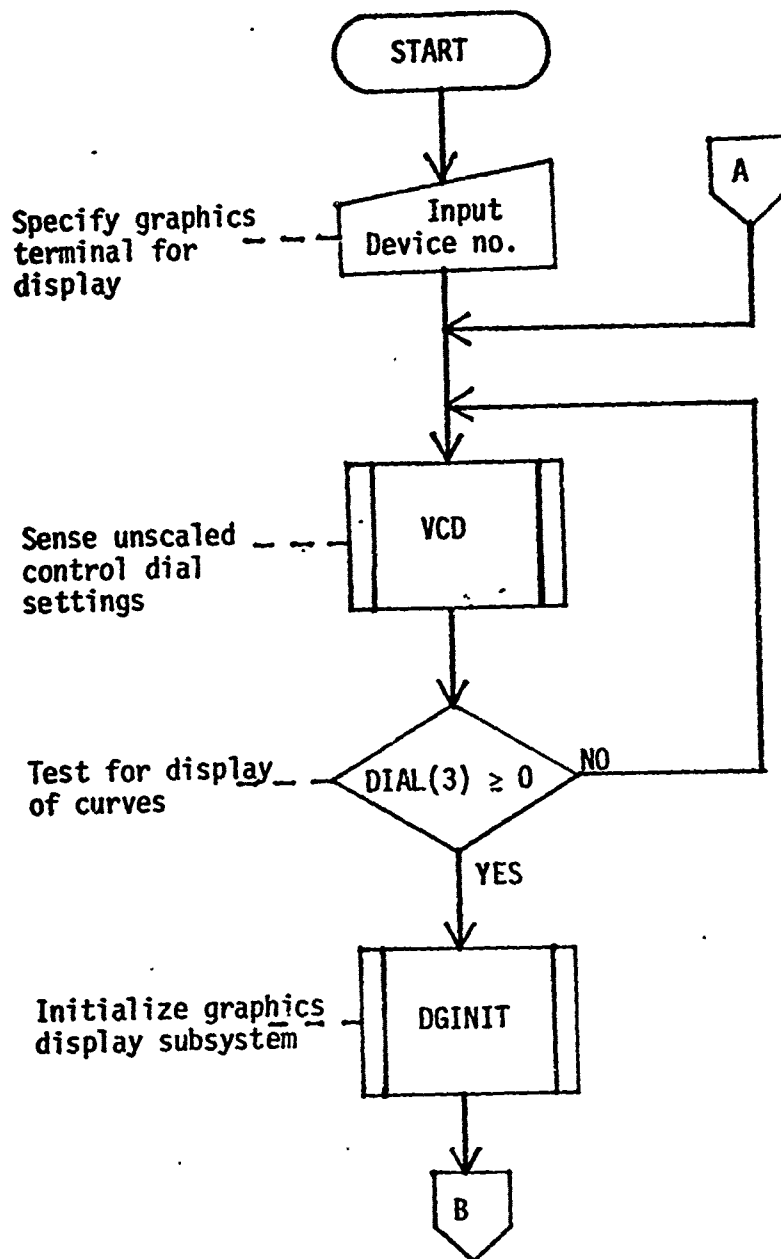 START
A
Specify graphics
terminal for
display
Input
Device no.
Sense unscaled
control dial
settings
VCD
Test for display
of curves
DIAL(3) ≥ 0
NO
YES
Initialize graphics
display subsystem
DGINIT
B